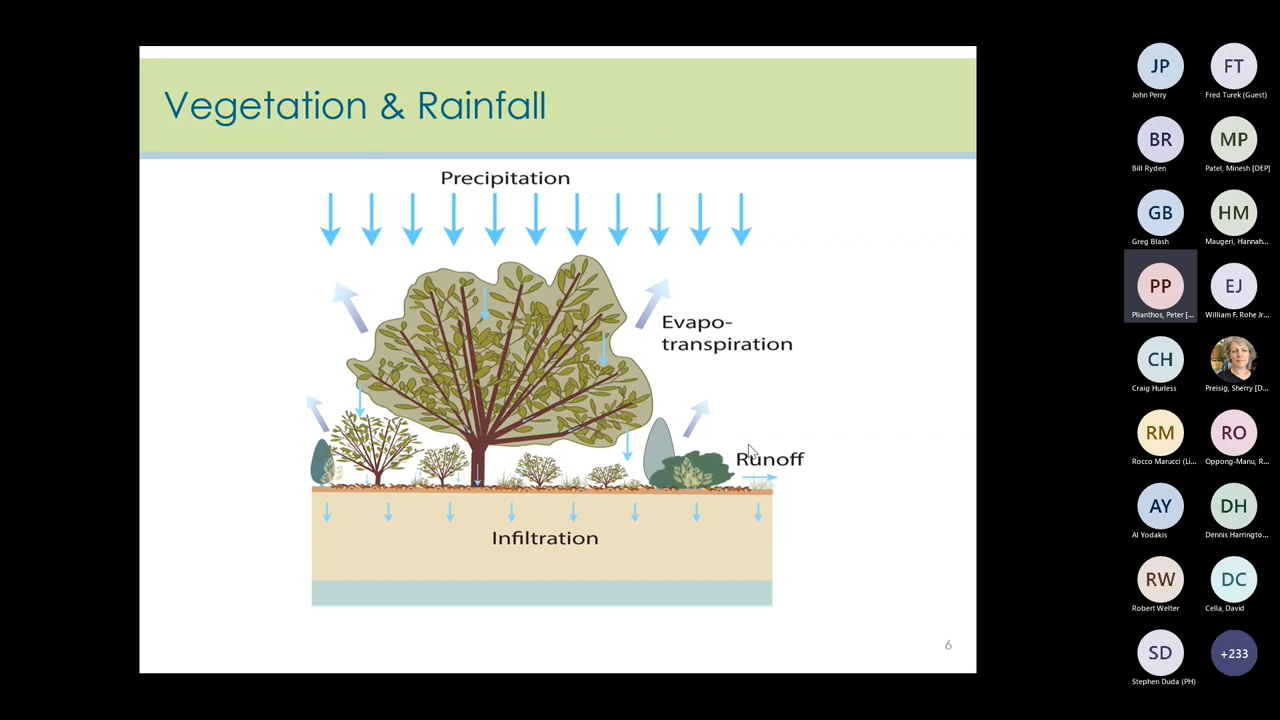 Vegetation & Rainfall
Precipitation
Evapo-
transpiration
Runoff
Infiltration
6
JP
John Perry
FT
Fred Turek (Guest)
BR
Bill Ryden
MP
Patel, Minesh [DEP]
GB
Greg Blash
HM
Maugeri, Hannah...
PP
Plianthos, Peter [...
EJ
William F. Rohe Jr...
CH
Craig Hurless
Preisig, Sherry [D...
RM
Rocco Marucci (Li...
RO
Oppong-Manu, R...
AY
Al Yodakis
DH
Dennis Harringto...
RW
Robert Welter
DC
Cella, David
SD
Stephen Duda (PH)
+233